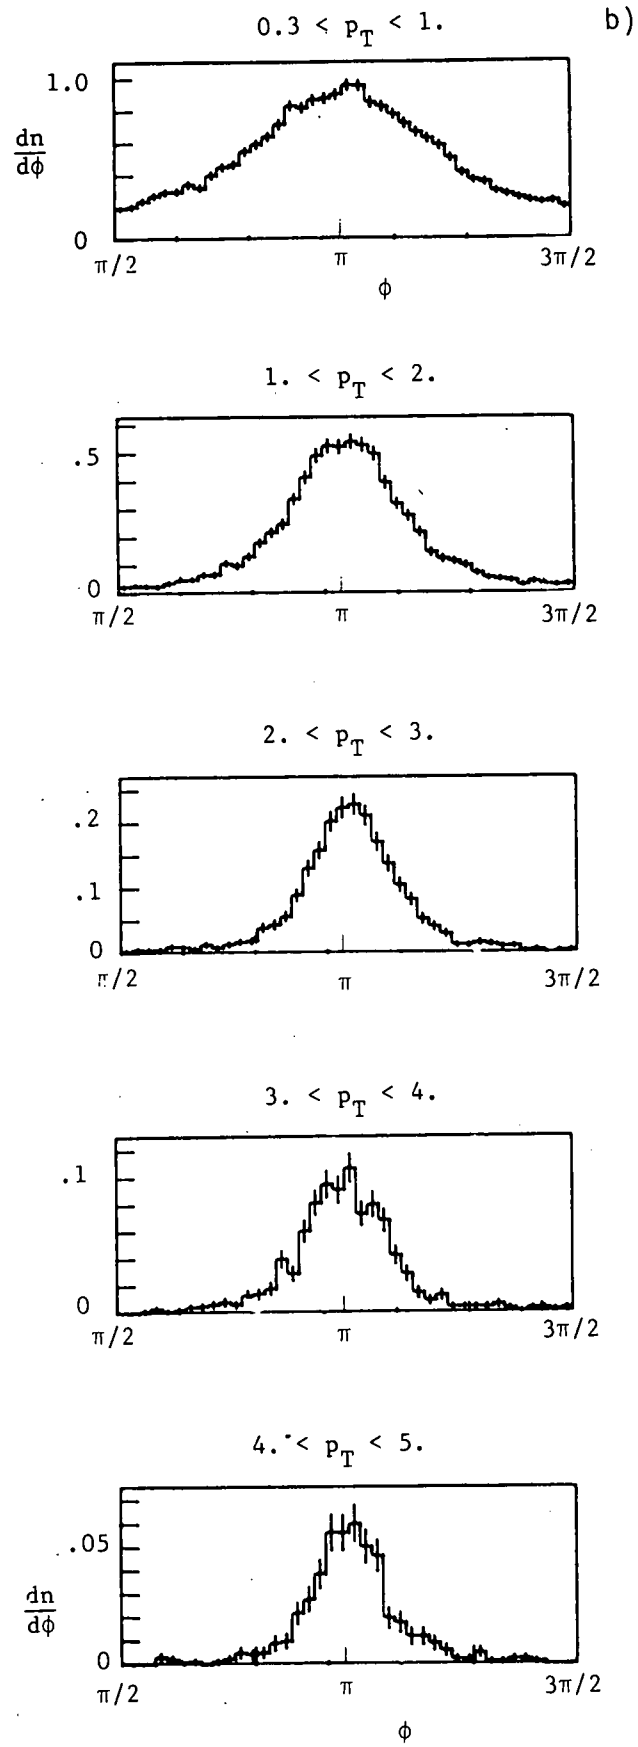 b)
0.3 < p_T < 1.
1.0
dn
dϕ
0
π/2 π 3π/2
ϕ
1. < p_T < 2.
.5
0
π/2 π 3π/2
2. < p_T < 3.
.2
.1
0
π/2 π 3π/2
3. < p_T < 4.
.1
0
π/2 π 3π/2
4. < p_T < 5.
.05
dn
dϕ
0
π/2 π 3π/2
ϕ